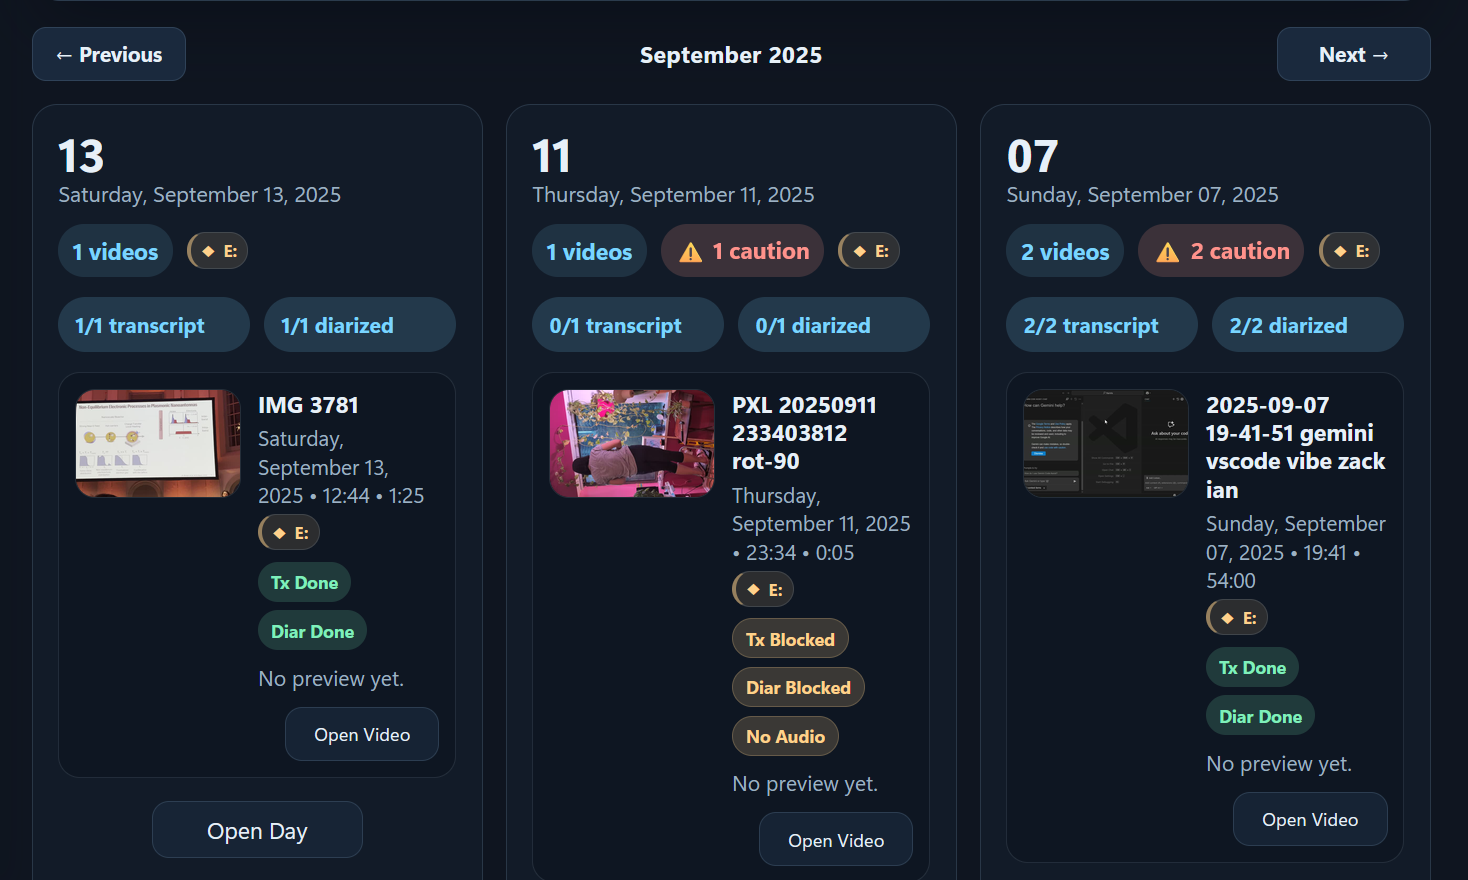 ← Previous
September 2025
Next →
13
Saturday, September 13, 2025
1 videos
◆ E:
1/1 transcript
1/1 diarized
IMG 3781
Saturday,
September 13,
2025 • 12:44 • 1:25
◆ E:
Tx Done
Diar Done
No preview yet.
Open Video
Open Day
11
Thursday, September 11, 2025
1 videos
⚠ 1 caution
◆ E:
0/1 transcript
0/1 diarized
PXL 20250911
233403812
rot-90
Thursday,
September 11, 2025
• 23:34 • 0:05
◆ E:
Tx Blocked
Diar Blocked
No Audio
No preview yet.
Open Video
07
Sunday, September 07, 2025
2 videos
⚠ 2 caution
◆ E:
2/2 transcript
2/2 diarized
2025-09-07
19-41-51 gemini
vscode vibe zack
ian
Sunday, September
07, 2025 • 19:41 •
54:00
◆ E:
Tx Done
Diar Done
No preview yet.
Open Video